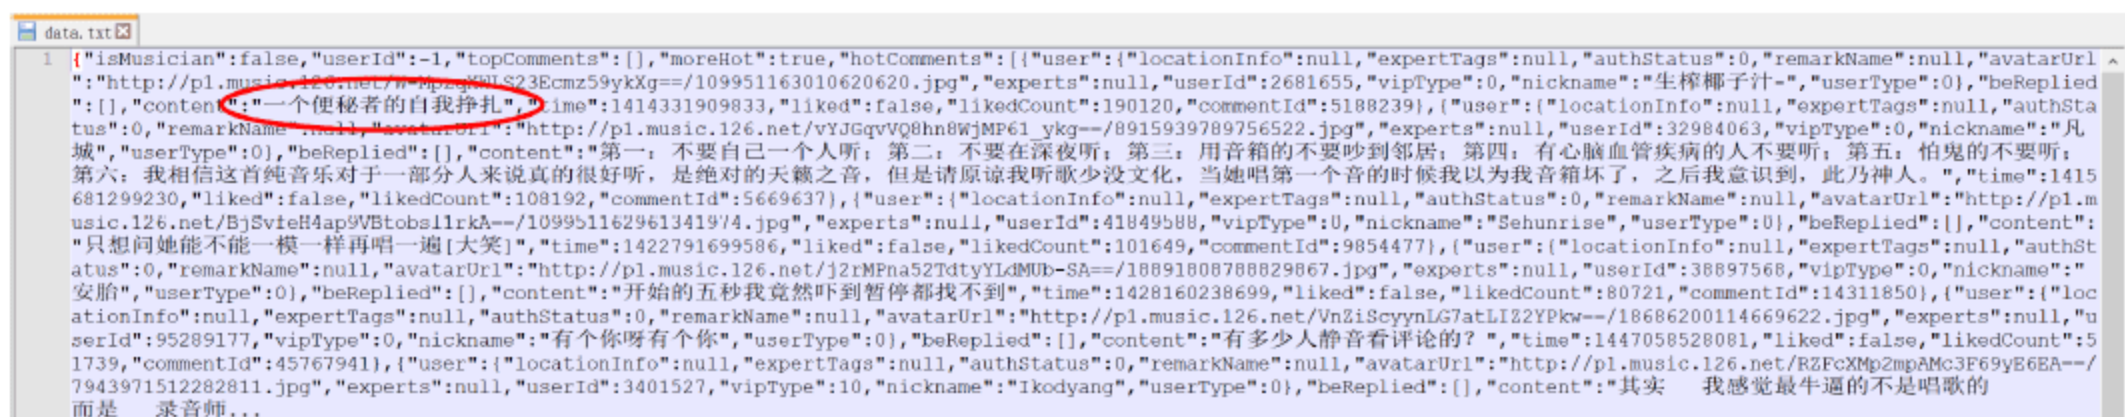 data.txt
1 {"isMusician":false,"userId":-1,"topComments":[],"moreHot":true,"hotComments":[{"user":{"locationInfo":null,"expertTags":null,"authStatus":0,"remarkName":null,"avatarUrl
":"http://p1.music.126.net/ /109951163010620620.jpg","experts":null,"userId":2681655,"vipType":0,"nickname":"生榨椰子汁-","userType":0},"beReplied
":[],"content":"一个便秘者的自我挣扎","time":1414331909833,"liked":false,"likedCount":190120,"commentId":5188239},{"user":{"locationInfo":null,"expertTags":null,"authSta
tus":0,"remarkName":null,"avatarUrl":"http://p1.music.126.net/vYJGqvVQ8hn8WjMP61_ykg==/8915939789756522.jpg","experts":null,"userId":32984063,"vipType":0,"nickname":"凡
城","userType":0},"beReplied":[],"content":"第一：不要自己一个人听；第二：不要在深夜听；第三：用音箱的不要吵到邻居；第四：有心脑血管疾病的人不要听；第五：怕鬼的不要听；
第六：我相信这首纯音乐对于一部分人来说真的很好听，是绝对的天籁之音，但是请原谅我听歌少没文化，当她唱第一个音的时候我以为我音箱坏了，之后我意识到，此乃神人。","time":1415
681299230,"liked":false,"likedCount":108192,"commentId":5669637},{"user":{"locationInfo":null,"expertTags":null,"authStatus":0,"remarkName":null,"avatarUrl":"http://p1.m
usic.126.net/BjSvfeH4ap9VBtobsl1rkA==/109951162961341974.jpg","experts":null,"userId":41849588,"vipType":0,"nickname":"Sehunrise","userType":0},"beReplied":[],"content":
"只想问她能不能一模一样再唱一遍[大笑]","time":1422791699586,"liked":false,"likedCount":101649,"commentId":9854477},{"user":{"locationInfo":null,"expertTags":null,"authSt
atus":0,"remarkName":null,"avatarUrl":"http://p1.music.126.net/j2rMPna52TdtyYLdMUb-SA==/18891808788829867.jpg","experts":null,"userId":38897568,"vipType":0,"nickname":"
安胎","userType":0},"beReplied":[],"content":"开始的五秒我竟然吓到暂停都找不到","time":1428160238699,"liked":false,"likedCount":80721,"commentId":14311850},{"user":{"loc
ationInfo":null,"expertTags":null,"authStatus":0,"remarkName":null,"avatarUrl":"http://p1.music.126.net/VnZiScyynLG7atLIZ2YPkw==/18686200114669622.jpg","experts":null,"u
serId":95289177,"vipType":0,"nickname":"有个你呀有个你","userType":0},"beReplied":[],"content":"有多少人静音看评论的？","time":1447058528081,"liked":false,"likedCount":5
1739,"commentId":45767941},{"user":{"locationInfo":null,"expertTags":null,"authStatus":0,"remarkName":null,"avatarUrl":"http://p1.music.126.net/RZFcXMp2mpAMc3F69yE6EA==/
7943971512282811.jpg","experts":null,"userId":3401527,"vipType":10,"nickname":"Ikodyang","userType":0},"beReplied":[],"content":"其实 我感觉最牛逼的不是唱歌的
而是 录音师...